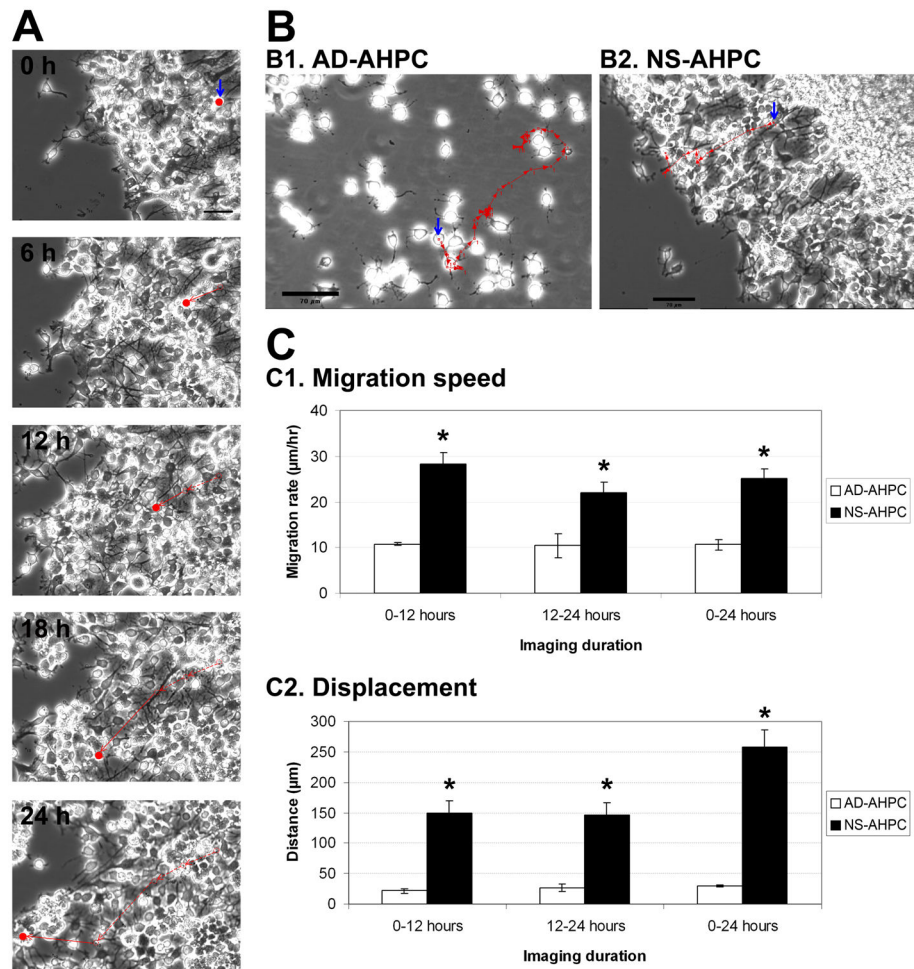 A
0 h
6 h
12 h
18 h
24 h
B
B1. AD-AHPC
70 µm
B2. NS-AHPC
70 µm
C
C1. Migration speed
Migration rate (µm/hr)
40
30
20
10
0
0-12 hours
12-24 hours
0-24 hours
Imaging duration
* * *
AD-AHPC
NS-AHPC
C2. Displacement
Distance (µm)
300
250
200
150
100
50
0
0-12 hours
12-24 hours
0-24 hours
Imaging duration
* * *
AD-AHPC
NS-AHPC